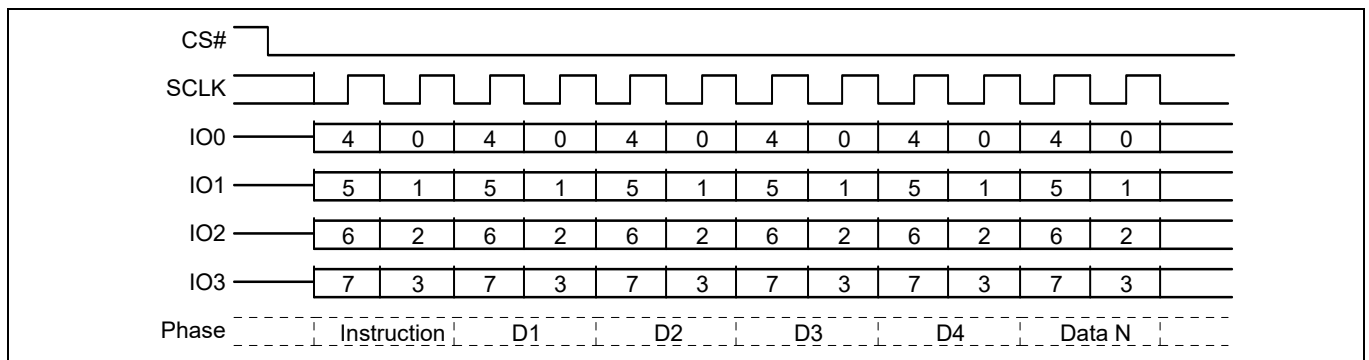 CS#
SCLK
IO0 4 0 4 0 4 0 4 0 4 0 4 0
IO1 5 1 5 1 5 1 5 1 5 1 5 1
IO2 6 2 6 2 6 2 6 2 6 2 6 2
IO3 7 3 7 3 7 3 7 3 7 3 7 3
Phase Instruction D1 D2 D3 D4 Data N